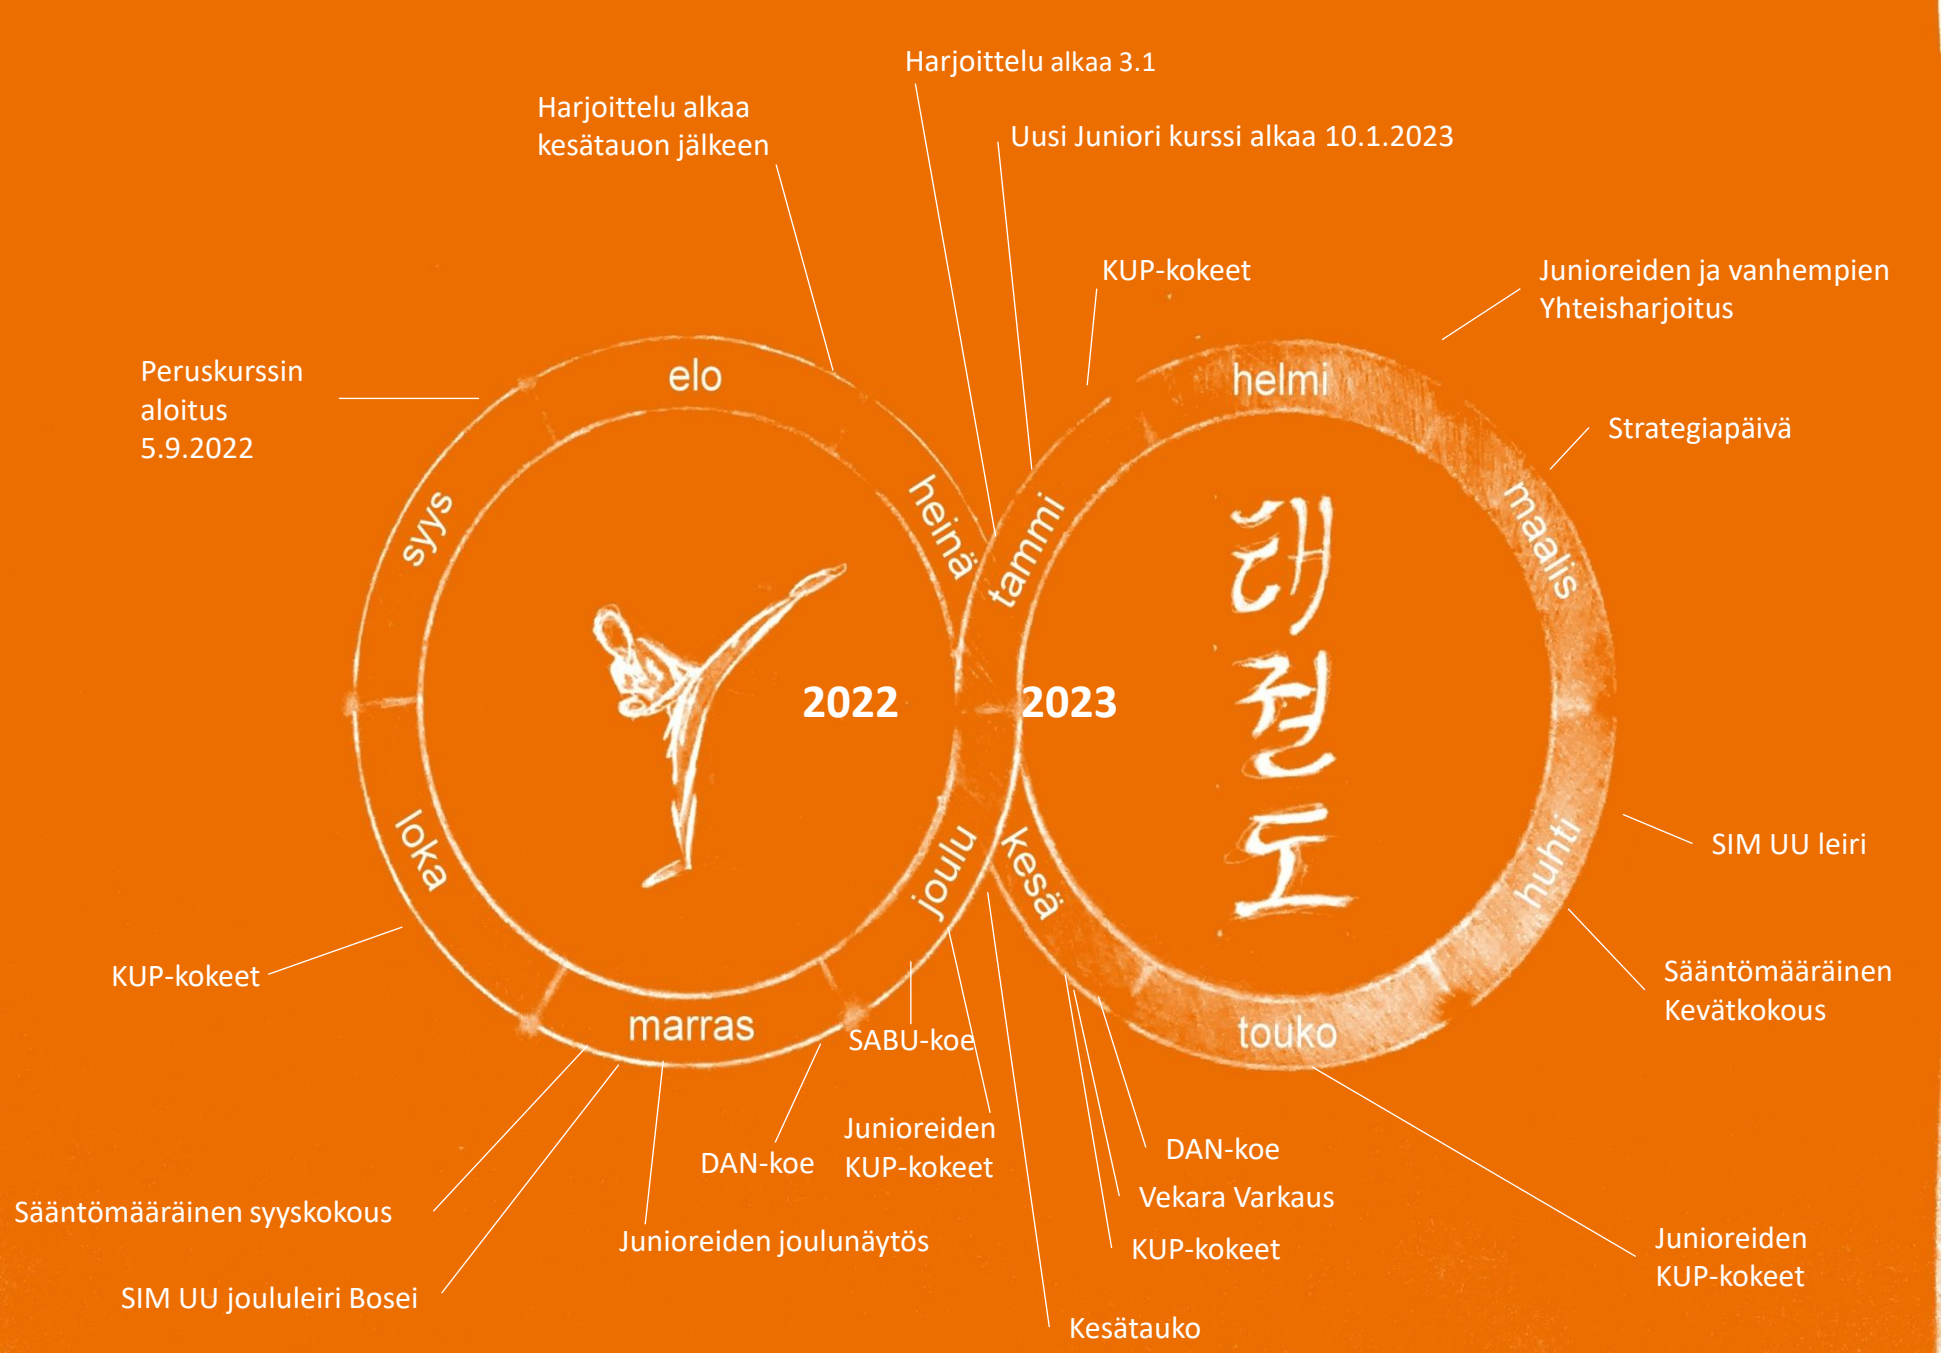 Harjoittelu alkaa 3.1
Harjoittelu alkaa
kesätauon jälkeen
Uusi Juniori kurssi alkaa 10.1.2023
KUP-kokeet
Junioreiden ja vanhempien
Yhteisharjoitus
Peruskurssin
aloitus
5.9.2022
elo
helmi
Strategiapäivä
syys
heinä
tammi
maalis
태
권
도
2022
2023
loka
joulu
kesä
huhti
SIM UU leiri
KUP-kokeet
marras
SABU-koe
touko
Sääntömääräinen
Kevätkokous
DAN-koe
Junioreiden
KUP-kokeet
DAN-koe
Vekara Varkaus
KUP-kokeet
Sääntömääräinen syyskokous
Junioreiden joulunäytös
Junioreiden
KUP-kokeet
SIM UU joululeiri Bosei
Kesätauko